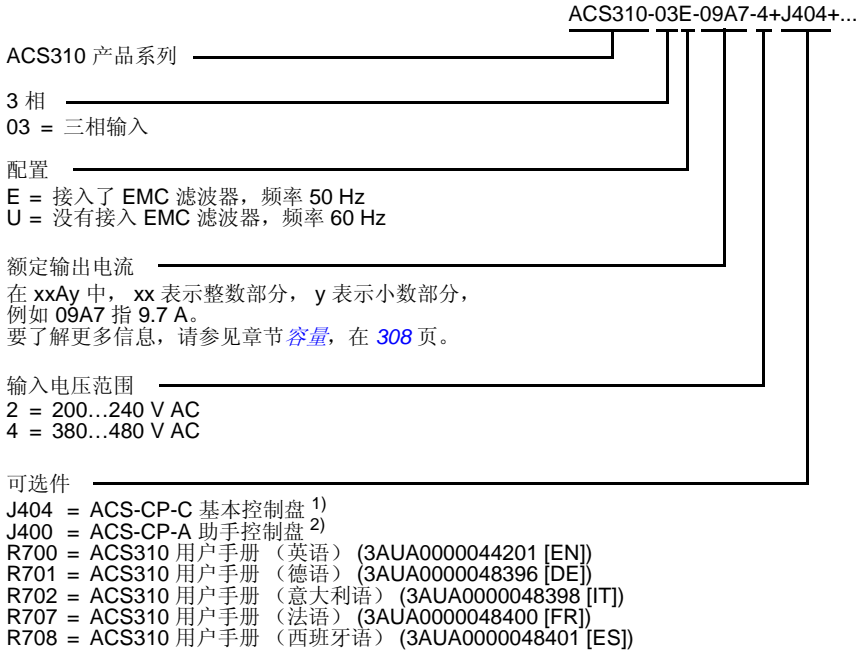 ACS310-03E-09A7-4+J404+...
ACS310 产品系列
3 相
03 = 三相输入
配置
E = 接入了 EMC 滤波器，频率 50 Hz
U = 没有接入 EMC 滤波器，频率 60 Hz
额定输出电流
在 xxAy 中， xx 表示整数部分， y 表示小数部分，
例如 09A7 指 9.7 A。
要了解更多信息，请参见章节容量，在 308 页。
输入电压范围
2 = 200…240 V AC
4 = 380…480 V AC
可选件
J404 = ACS-CP-C 基本控制盘 1)
J400 = ACS-CP-A 助手控制盘 2)
R700 = ACS310 用户手册 （英语） (3AUA0000044201 [EN])
R701 = ACS310 用户手册 （德语） (3AUA0000048396 [DE])
R702 = ACS310 用户手册 （意大利语） (3AUA0000048398 [IT])
R707 = ACS310 用户手册 （法语） (3AUA0000048400 [FR])
R708 = ACS310 用户手册 （西班牙语） (3AUA0000048401 [ES])